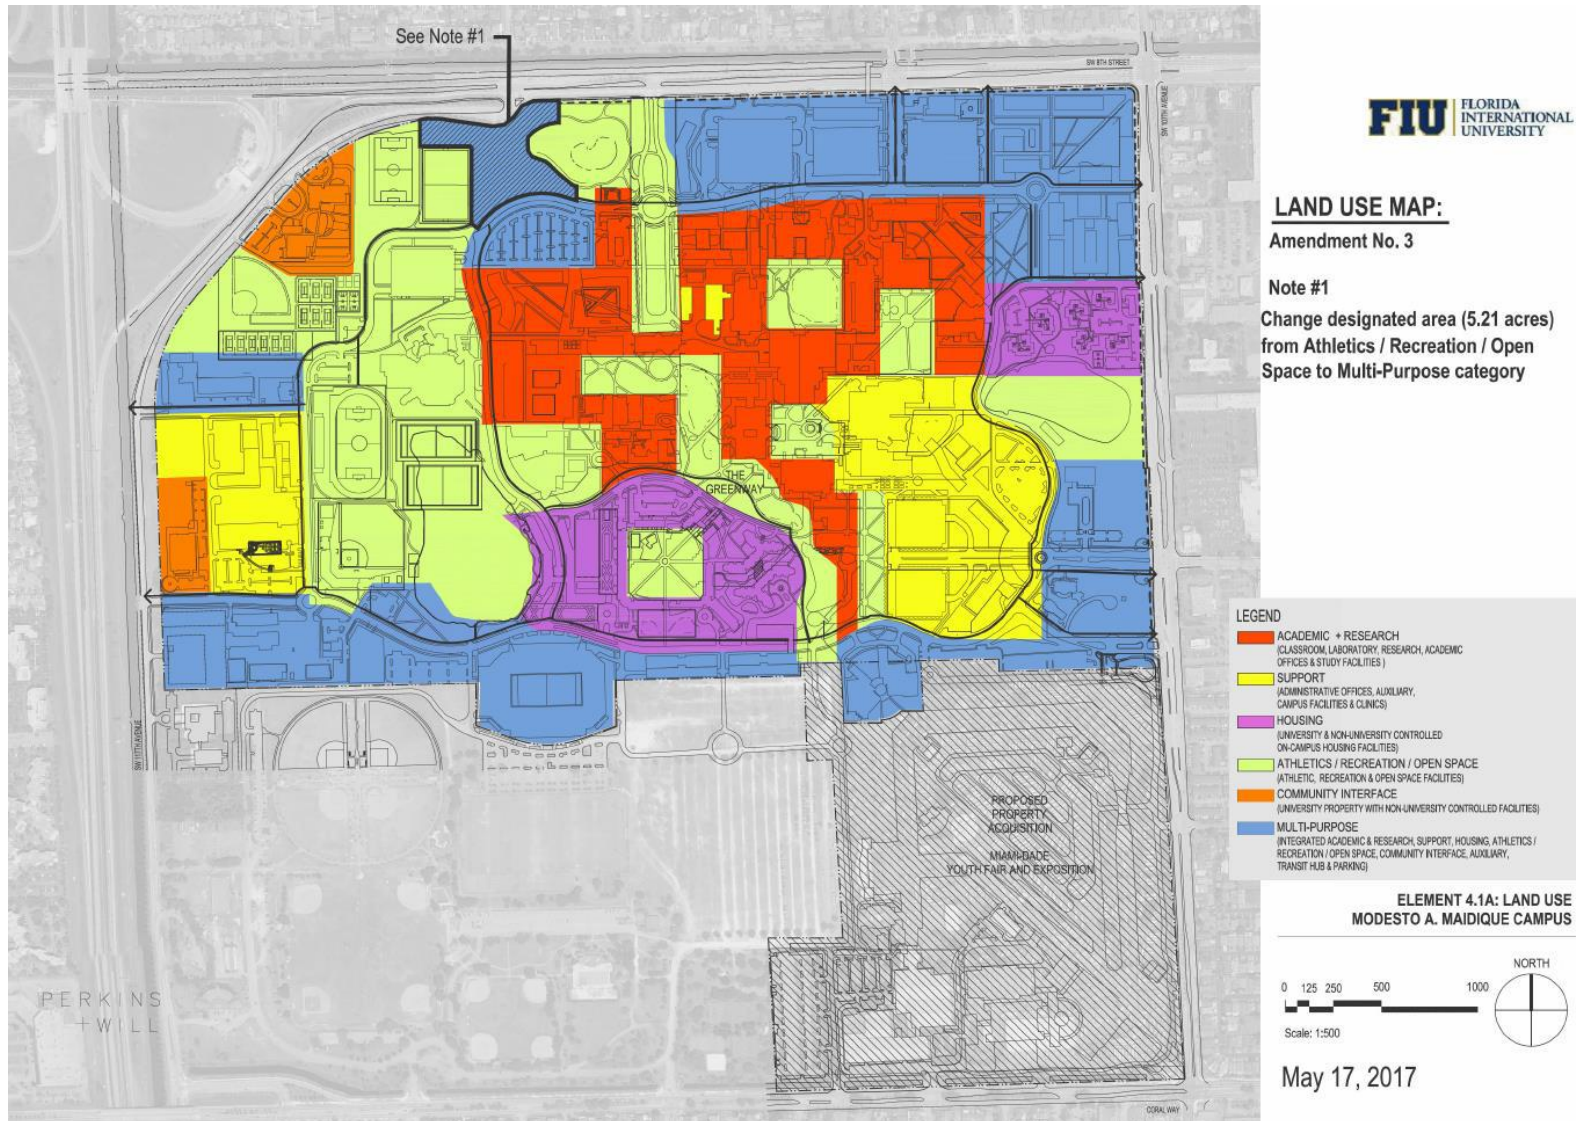 See Note #1
SW 8TH STREET
SW 107TH AVENUE
FIU
FLORIDA
INTERNATIONAL
UNIVERSITY
LAND USE MAP:
Amendment No. 3
Note #1
Change designated area (5.21 acres)
from Athletics / Recreation / Open
Space to Multi-Purpose category
THE
GREENWAY
LEGEND
ACADEMIC + RESEARCH
(CLASSROOM, LABORATORY, RESEARCH, ACADEMIC
OFFICES & STUDY FACILITIES )
SUPPORT
(ADMINISTRATIVE OFFICES, AUXILIARY,
CAMPUS FACILITIES & CLINICS)
HOUSING
(UNIVERSITY & NON-UNIVERSITY CONTROLLED
ON-CAMPUS HOUSING FACILITIES)
ATHLETICS / RECREATION / OPEN SPACE
(ATHLETIC, RECREATION & OPEN SPACE FACILITIES)
COMMUNITY INTERFACE
(UNIVERSITY PROPERTY WITH NON-UNIVERSITY CONTROLLED FACILITIES)
MULTI-PURPOSE
(INTEGRATED ACADEMIC & RESEARCH, SUPPORT, HOUSING, ATHLETICS /
RECREATION / OPEN SPACE, COMMUNITY INTERFACE, AUXILIARY,
TRANSIT HUB & PARKING)
SW 117TH AVENUE
PROPOSED
PROPERTY
ACQUISITION
MIAMI-DADE
YOUTH FAIR AND EXPOSITION
ELEMENT 4.1A: LAND USE
MODESTO A. MAIDIQUE CAMPUS
PERKINS
+ WILL
NORTH
0 125 250 500 1000
Scale: 1:500
May 17, 2017
CORAL WAY